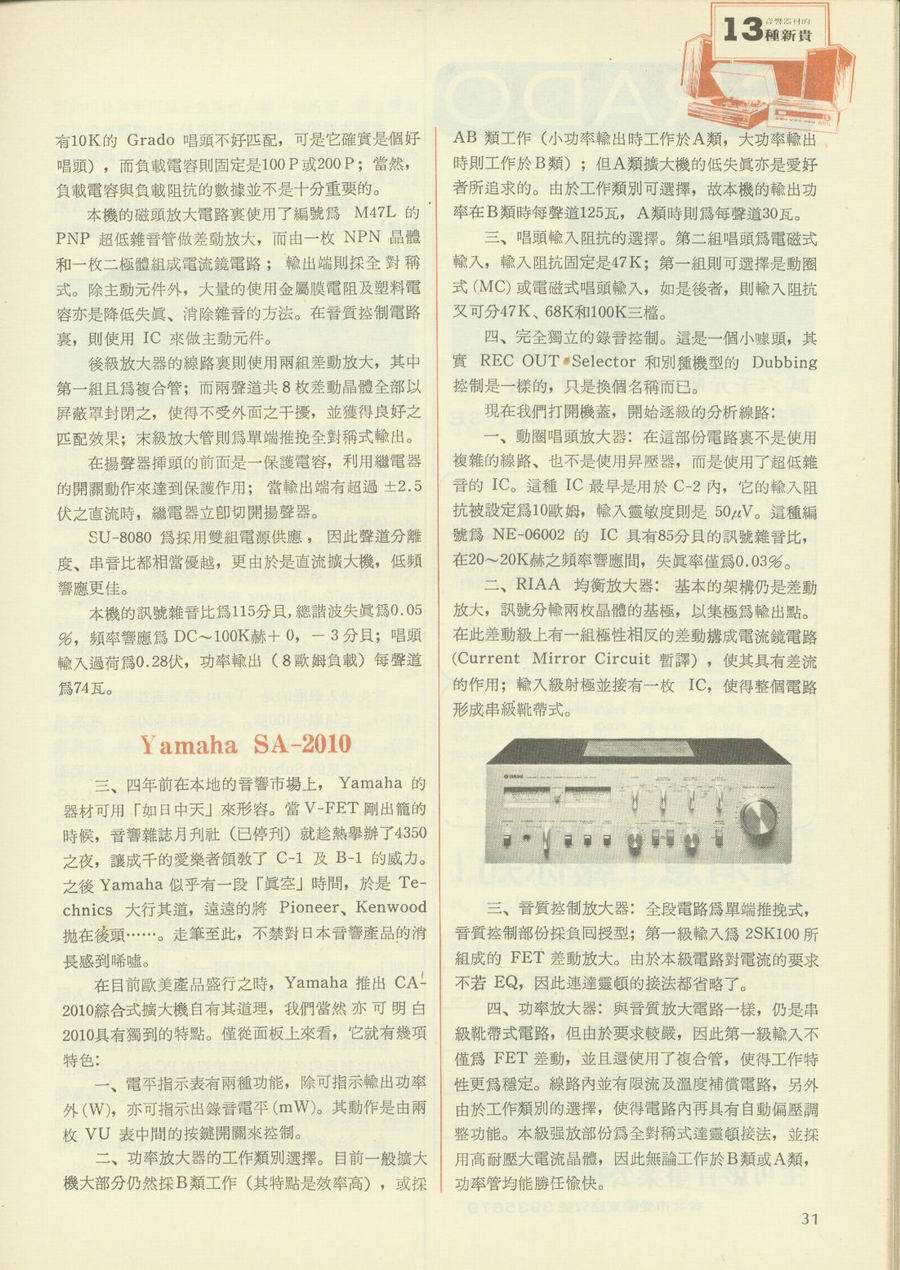 音響器材的
13種新貴
有10K的 Grado 唱頭不好匹配，可是它確實是個好
唱頭），而負載電容則固定是100P或200P；當然，
負載電容與負載阻抗的數據並不是十分重要的。
本機的磁頭放大電路裏使用了編號爲 M47L 的
PNP 超低雜音管做差動放大，而由一枚 NPN 晶體
和一枚二極體組成電流鏡電路；輸出端則採全對稱
式。除主動元件外，大量的使用金屬膜電阻及塑料電
容亦是降低失眞、消除雜音的方法。在音質控制電路
裏，則使用 IC 來做主動元件。
後級放大器的線路裏則使用兩組差動放大，其中
第一組且爲複合管；而兩聲道共8枚差動晶體全部以
屏蔽罩封閉之，使得不受外面之干擾，並獲得良好之
匹配效果；末級放大管則爲單端推挽全對稱式輸出。
在揚聲器揷頭的前面是一保護電容，利用繼電器
的開關動作來達到保護作用；當輸出端有超過 ±2.5
伏之直流時，繼電器立卽切開揚聲器。
SU-8080 爲採用雙組電源供應，因此聲道分離
度、串音比都相當優越，更由於是直流擴大機，低頻
響應更佳。
本機的訊號雜音比爲115分貝，總諧波失眞爲0.05
%，頻率響應爲 DC～100K赫＋0，－3分貝；唱頭
輸入過荷爲0.28伏，功率輸出（8歐姆負載）每聲道
爲74瓦。
Yamaha SA-2010
三、四年前在本地的音響市場上，Yamaha 的
器材可用「如日中天」來形容。當V-FET剛出籠的
時候，音響雜誌月刊社（已停刊）就趁熱舉辦了4350
之夜，讓成千的愛樂者領敎了 C-1 及 B-1 的威力。
之後Yamaha似乎有一段「眞空」時間，於是 Te-
chnics 大行其道，遠遠的將 Pioneer、Kenwood
拋在後頭……。走筆至此，不禁對日本音響產品的消
長感到唏噓。
在目前歐美產品盛行之時，Yamaha 推出 CA-
2010綜合式擴大機自有其道理，我們當然亦可明白
2010具有獨到的特點。僅從面板上來看，它就有幾項
特色：
一、電平指示表有兩種功能，除可指示輸出功率
外(W)，亦可指示出錄音電平(mW)。其動作是由兩
枚 VU 表中間的按鍵開關來控制。
二、功率放大器的工作類別選擇。目前一般擴大
機大部分仍然採B類工作（其特點是效率高），或採
AB 類工作（小功率輸出時工作於A類，大功率輸出
時則工作於B類）；但A類擴大機的低失眞亦是愛好
者所追求的。由於工作類別可選擇，故本機的輸出功
率在B類時每聲道125瓦，A類時則爲每聲道30瓦。
三、唱頭輸入阻抗的選擇。第二組唱頭爲電磁式
輸入，輸入阻抗固定是47K；第一組則可選擇是動圈
式(MC)或電磁式唱頭輸入，如是後者，則輸入阻抗
又可分47K、68K和100K三檔。
四、完全獨立的錄音控制。這是一個小噱頭，其
實 REC OUT Selector 和別種機型的 Dubbing
控制是一樣的，只是換個名稱而已。
現在我們打開機蓋，開始逐級的分析線路：
一、動圈唱頭放大器：在這部份電路裏不是使用
複雜的線路、也不是使用昇壓器，而是使用了超低雜
音的 IC。這種 IC 最早是用於 C-2 內，它的輸入阻
抗被設定爲10歐姆，輸入靈敏度則是 50μV。這種編
號爲 NE-06002 的 IC 具有85分貝的訊號雜音比，
在20～20K赫之頻率響應間，失眞率僅爲0.03%。
二、RIAA 均衡放大器：基本的架構仍是差動
放大，訊號分輸兩枚晶體的基極，以集極爲輸出點。
在此差動級上有一組極性相反的差動構成電流鏡電路
(Current Mirror Circuit 暫譯)，使其具有差流
的作用；輸入級射極並接有一枚 IC，使得整個電路
形成串級靴帶式。
YAMAHA
三、音質控制放大器：全段電路爲單端推挽式，
音質控制部份採負囘授型；第一級輸入爲 2SK100 所
組成的 FET 差動放大。由於本級電路對電流的要求
不若 EQ，因此連達靈頓的接法都省略了。
四、功率放大器：與音質放大電路一樣，仍是串
級靴帶式電路，但由於要求較嚴，因此第一級輸入不
僅爲 FET 差動，並且還使用了複合管，使得工作特
性更爲穩定。線路內並有限流及溫度補償電路，另外
由於工作類別的選擇，使得電路內再具有自動偏壓調
整功能。本級强放部份爲全對稱式達靈頓接法，並採
用高耐壓大電流晶體，因此無論工作於B類或A類，
功率管均能勝任愉快。
31